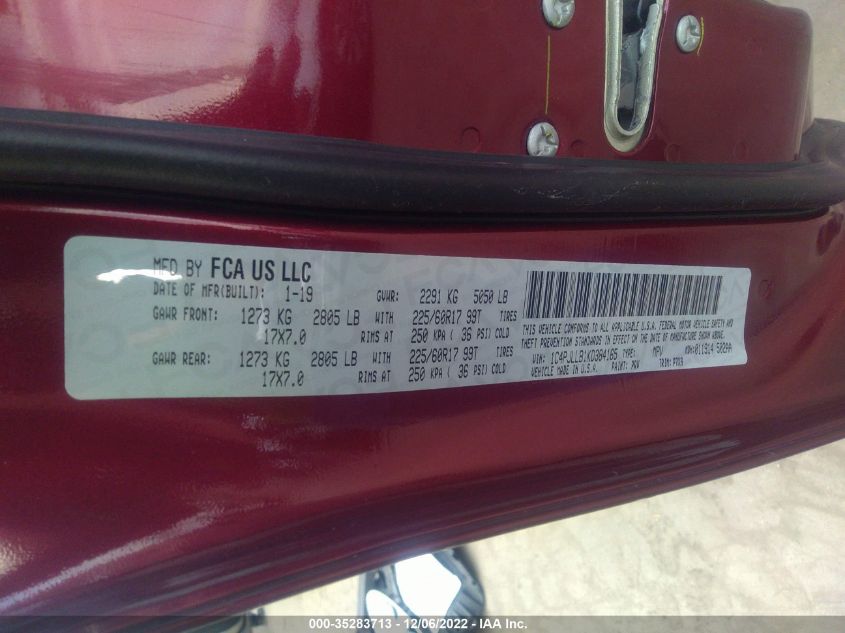 MFD BY FCA US LLC
DATE OF MFR(BUILT): 1-19 GVWR: 2291 KG 5050 LB
GAWR FRONT: 1273 KG 2805 LB WITH 225/60R17 99T TIRES
17X7.0 RIMS AT 250 KPA ( 36 PSI) COLD
GAWR REAR: 1273 KG 2805 LB WITH 225/60R17 99T TIRES
17X7.0 RIMS AT 250 KPA ( 36 PSI) COLD
THIS VEHICLE CONFORMS TO ALL APPLICABLE U.S.A. FEDERAL MOTOR VEHICLE SAFETY AND
THEFT PREVENTION STANDARDS IN EFFECT ON THE DATE OF MANUFACTURE SHOWN ABOVE.
VIN: 1C4PJLLB1KD364165 TYPE: MPV MDH: 011914
VEHICLE MADE IN U.S.A. PAINT: PRV TRIM:
000-35283713 - 12/06/2022 - IAA Inc.